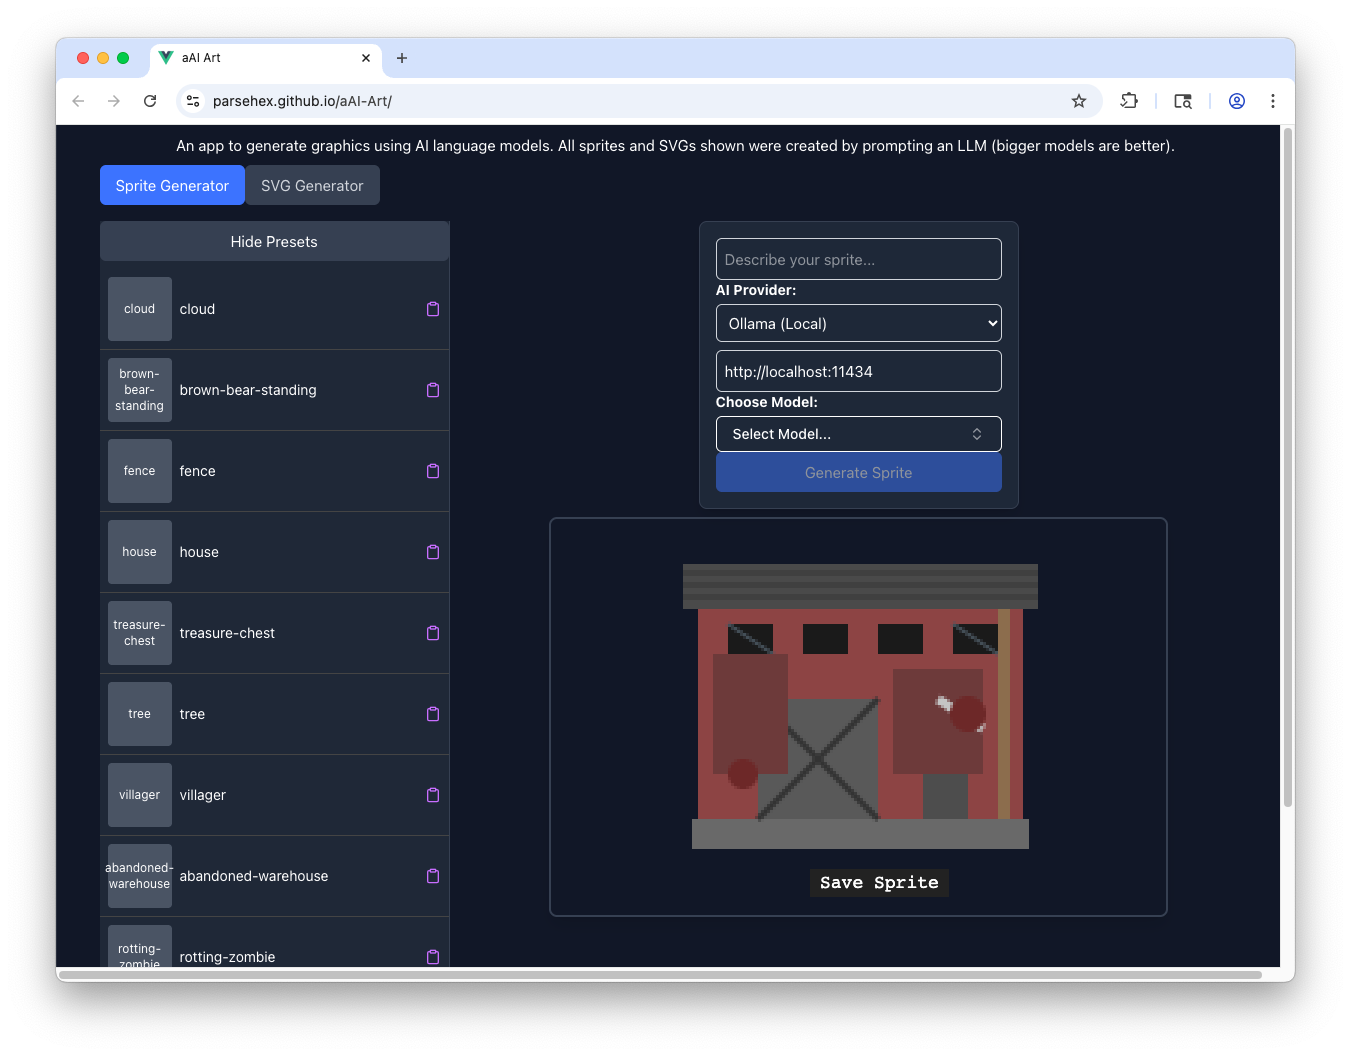 aAI Art
parsehex.github.io/aAI-Art/
An app to generate graphics using AI language models. All sprites and SVGs shown were created by prompting an LLM (bigger models are better).
Sprite Generator
SVG Generator
Hide Presets
cloud
cloud
brown-
bear-
standing
brown-bear-standing
fence
fence
house
house
treasure-
chest
treasure-chest
tree
tree
villager
villager
abandoned-
warehouse
abandoned-warehouse
rotting-
zombie
rotting-zombie
Describe your sprite...
AI Provider:
Ollama (Local)
http://localhost:11434
Choose Model:
Select Model...
Generate Sprite
Save Sprite